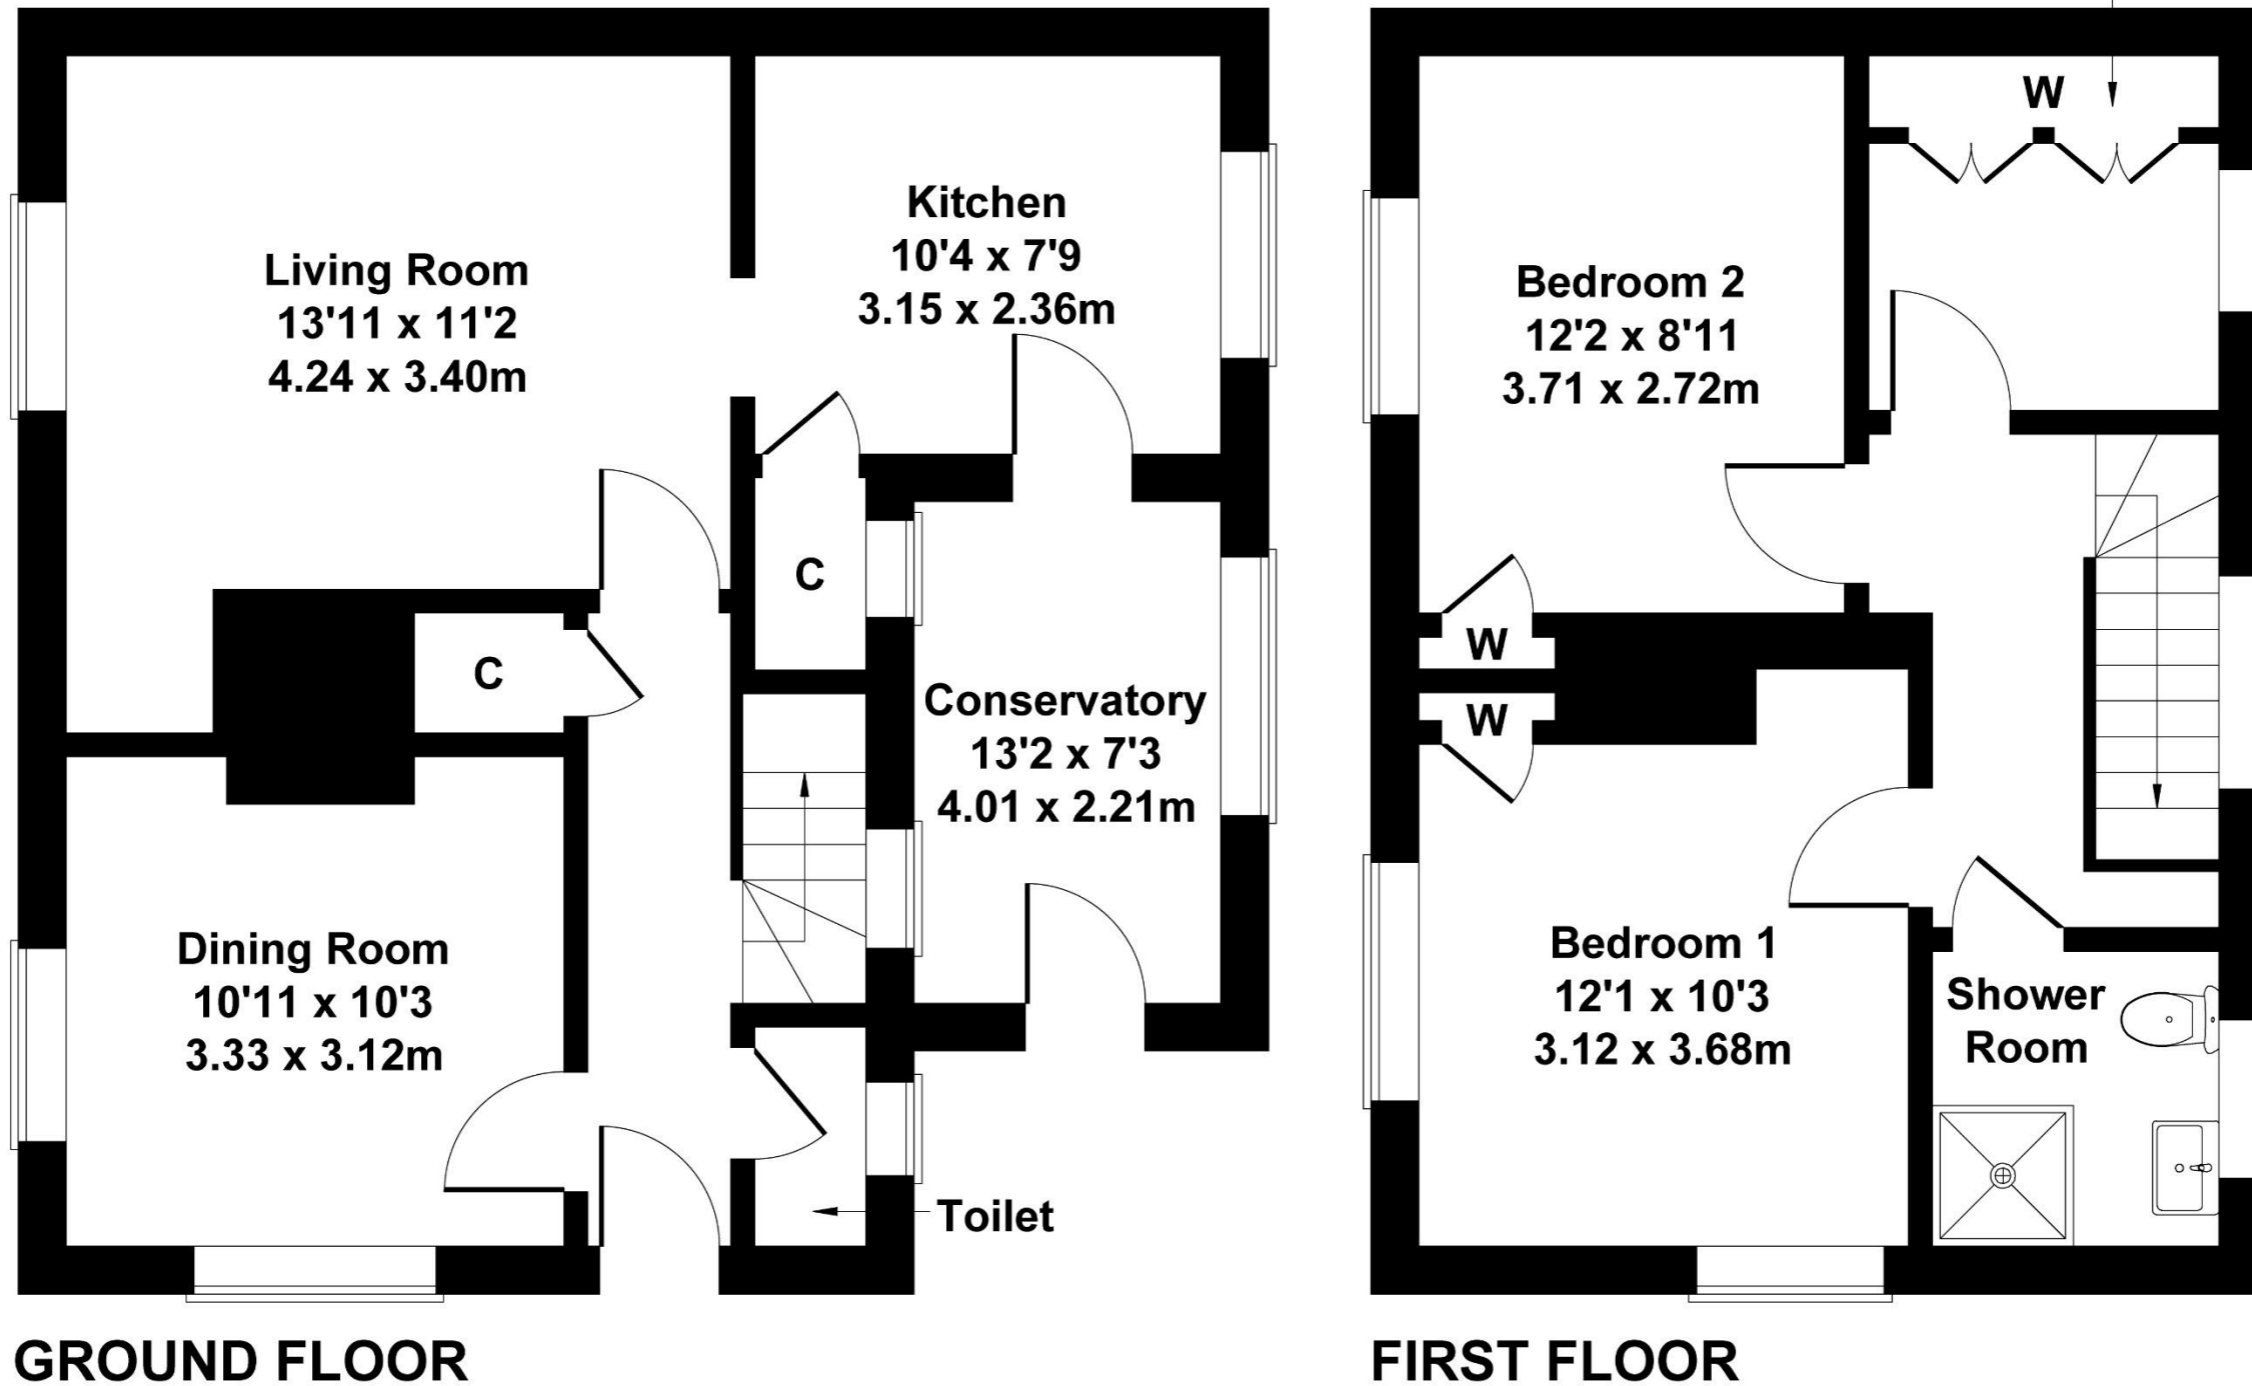 Living Room
13'11 x 11'2
4.24 x 3.40m
Kitchen
10'4 x 7'9
3.15 x 2.36m
C
C
Conservatory
13'2 x 7'3
4.01 x 2.21m
Dining Room
10'11 x 10'3
3.33 x 3.12m
Toilet
GROUND FLOOR
W
Bedroom 2
12'2 x 8'11
3.71 x 2.72m
W
W
Bedroom 1
12'1 x 10'3
3.12 x 3.68m
Shower
Room
FIRST FLOOR